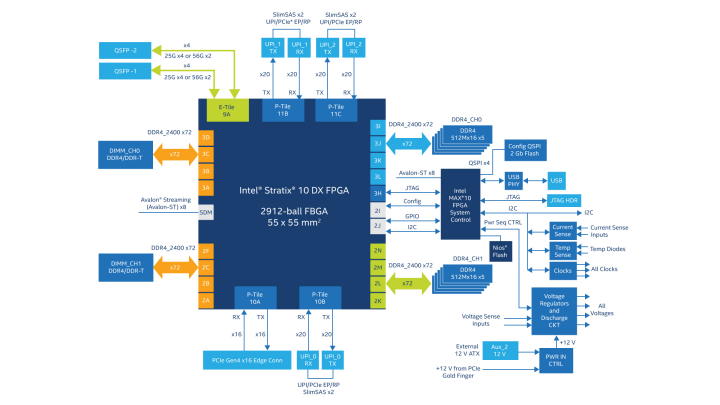 SlimSAS x2
UPI/PCIe* EP/RP
SlimSAS x2
UPI/PCIe EP/RP
QSFP -2
x4
25G x4 or 56G x2
QSFP -1
x4
25G x4 or 56G x2
UPI_1
TX
UPI_1
RX
UPI_2
TX
UPI_2
RX
x20
x20
x20
x20
TX
RX
TX
RX
E-Tile
9A
P-Tile
11B
P-Tile
11C
DIMM_CH0
DDR4/DDR-T
DDR4_2400 x72
x72
3D
3C
3B
3A
Avalon® Streaming
(Avalon-ST) x8
SDM
DIMM_CH1
DDR4/DDR-T
DDR4_2400 x72
x72
2F
2C
2B
2A
Intel® Stratix® 10 DX FPGA
2912-ball FBGA
55 x 55 mm²
3I
3J
3K
3L
3H
2I
2J
2N
2M
2L
2K
DDR4_2400 x72
x72
DDR4_CH0
DDR4
512Mx16 x5
Avalon-ST x8
JTAG
Config
GPIO
I2C
DDR4_2400 x72
x72
DDR4_CH1
DDR4
512Mx16 x5
QSPI x4
Config QSPI
2 Gb Flash
Intel
MAX®10
FPGA
System
Control
USB
PHY
USB
JTAG
JTAG HDR
I2C
I2C
Pwr Seq CTRL
Nios®
Flash
Current
Sense
Current Sense
Inputs
Temp
Sense
Temp Diodes
Clocks
All Clocks
Voltage
Regulators
and
Discharge
CKT
All
Voltages
Voltage Sense
Inputs
+12 V
External
12 V ATX
Aux_2
12 V
PWR IN
CTRL
+12 V from PCIe
Gold Finger
P-Tile
10A
P-Tile
10B
RX
TX
RX
TX
x16
x16
x20
x20
PCIe Gen4 x16 Edge Conn
UPI_0
RX
UPI_0
TX
UPI/PCIe EP/RP
SlimSAS x2